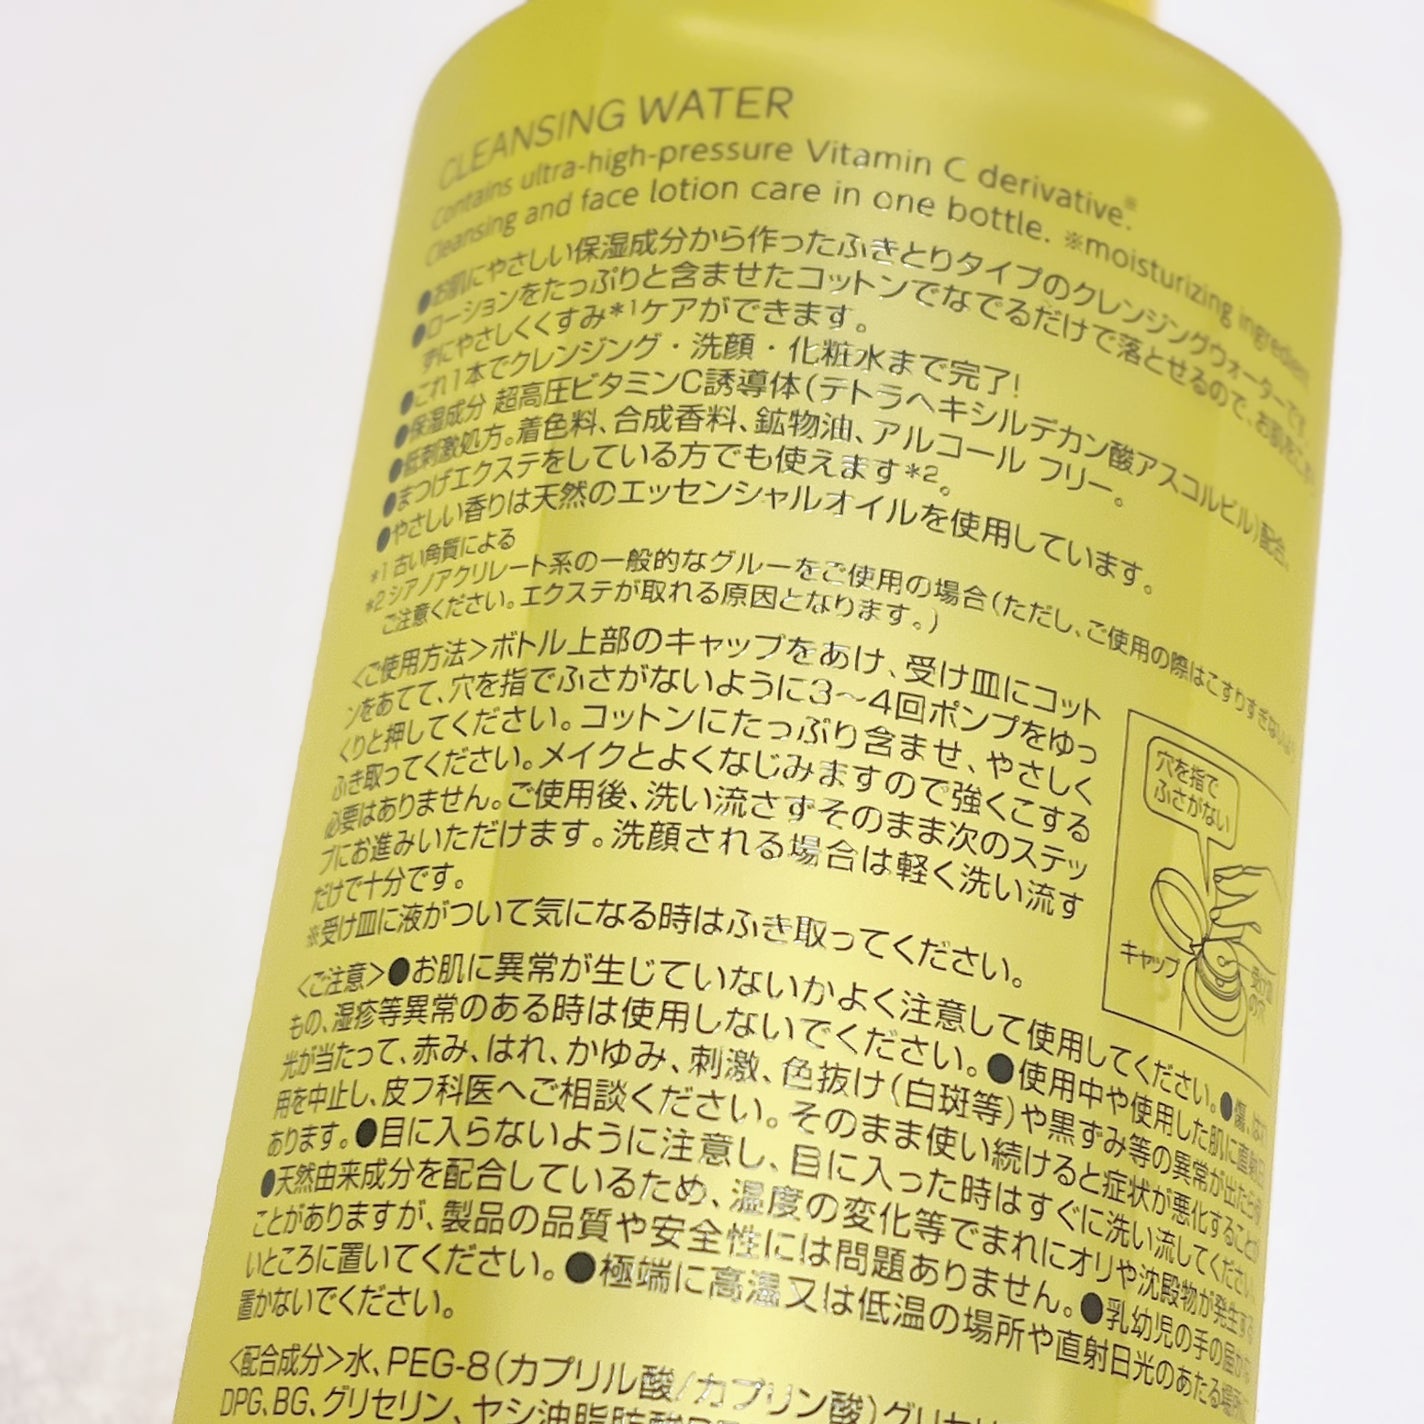 CLEANSING WATER
Contains ultra-high-pressure Vitamin C derivative.※
Cleansing and face lotion care in one bottle. ※moisturizing ingredient
●お肌にやさしい保湿成分から作ったふきとりタイプのクレンジングウォーターです。
●ローションをたっぷりと含ませたコットンでなでるだけで落とせるので、お肌をこす
ずにやさしくくすみ*1ケアができます。
●これ1本でクレンジング・洗顔・化粧水まで完了!
●保湿成分 超高圧ビタミンC誘導体(テトラヘキシルデカン酸アスコルビル)配合。
●低刺激処方。着色料、合成香料、鉱物油、アルコール フリー。
●まつげエクステをしている方でも使えます*2。
●やさしい香りは天然のエッセンシャルオイルを使用しています。
*1 古い角質による
*2 シアノアクリレート系の一般的なグルーをご使用の場合(ただし、ご使用の際はこすりすぎないよう
ご注意ください。エクステが取れる原因となります。)
<ご使用方法>ボトル上部のキャップをあけ、受け皿にコット
ンをあてて、穴を指でふさがないように3〜4回ポンプをゆっ
くりと押してください。コットンにたっぷり含ませ、やさしく
ふき取ってください。メイクとよくなじみますので強くこする
必要はありません。ご使用後、洗い流さずそのまま次のステッ
プにお進みいただけます。洗顔される場合は軽く洗い流す
だけで十分です。
※受け皿に液がついて気になる時はふき取ってください。
穴を指で
ふさがない
キャップ
受け皿
の穴
<ご注意>●お肌に異常が生じていないかよく注意して使用してください。●傷、はれ
もの、湿疹等異常のある時は使用しないでください。●使用中や使用した肌に直射日
光が当たって、赤み、はれ、かゆみ、刺激、色抜け(白斑等)や黒ずみ等の異常が出たら使
用を中止し、皮フ科医へご相談ください。そのまま使い続けると症状が悪化することが
あります。●目に入らないように注意し、目に入った時はすぐに洗い流してください。
●天然由来成分を配合しているため、温度の変化等でまれにオリや沈殿物が発生する
ことがありますが、製品の品質や安全性には問題ありません。●乳幼児の手の届かな
いところに置いてください。●極端に高温又は低温の場所や直射日光のあたる場所に
置かないでください。
<配合成分>水、PEG-8(カプリル酸/カプリン酸)グリセリ
DPG、BG、グリセリン、ヤシ油脂肪酸